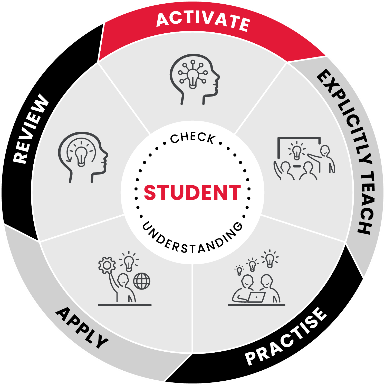 ACTIVATE
EXPLICITLY TEACH
PRACTISE
APPLY
REVIEW
CHECK
STUDENT
UNDERSTANDING